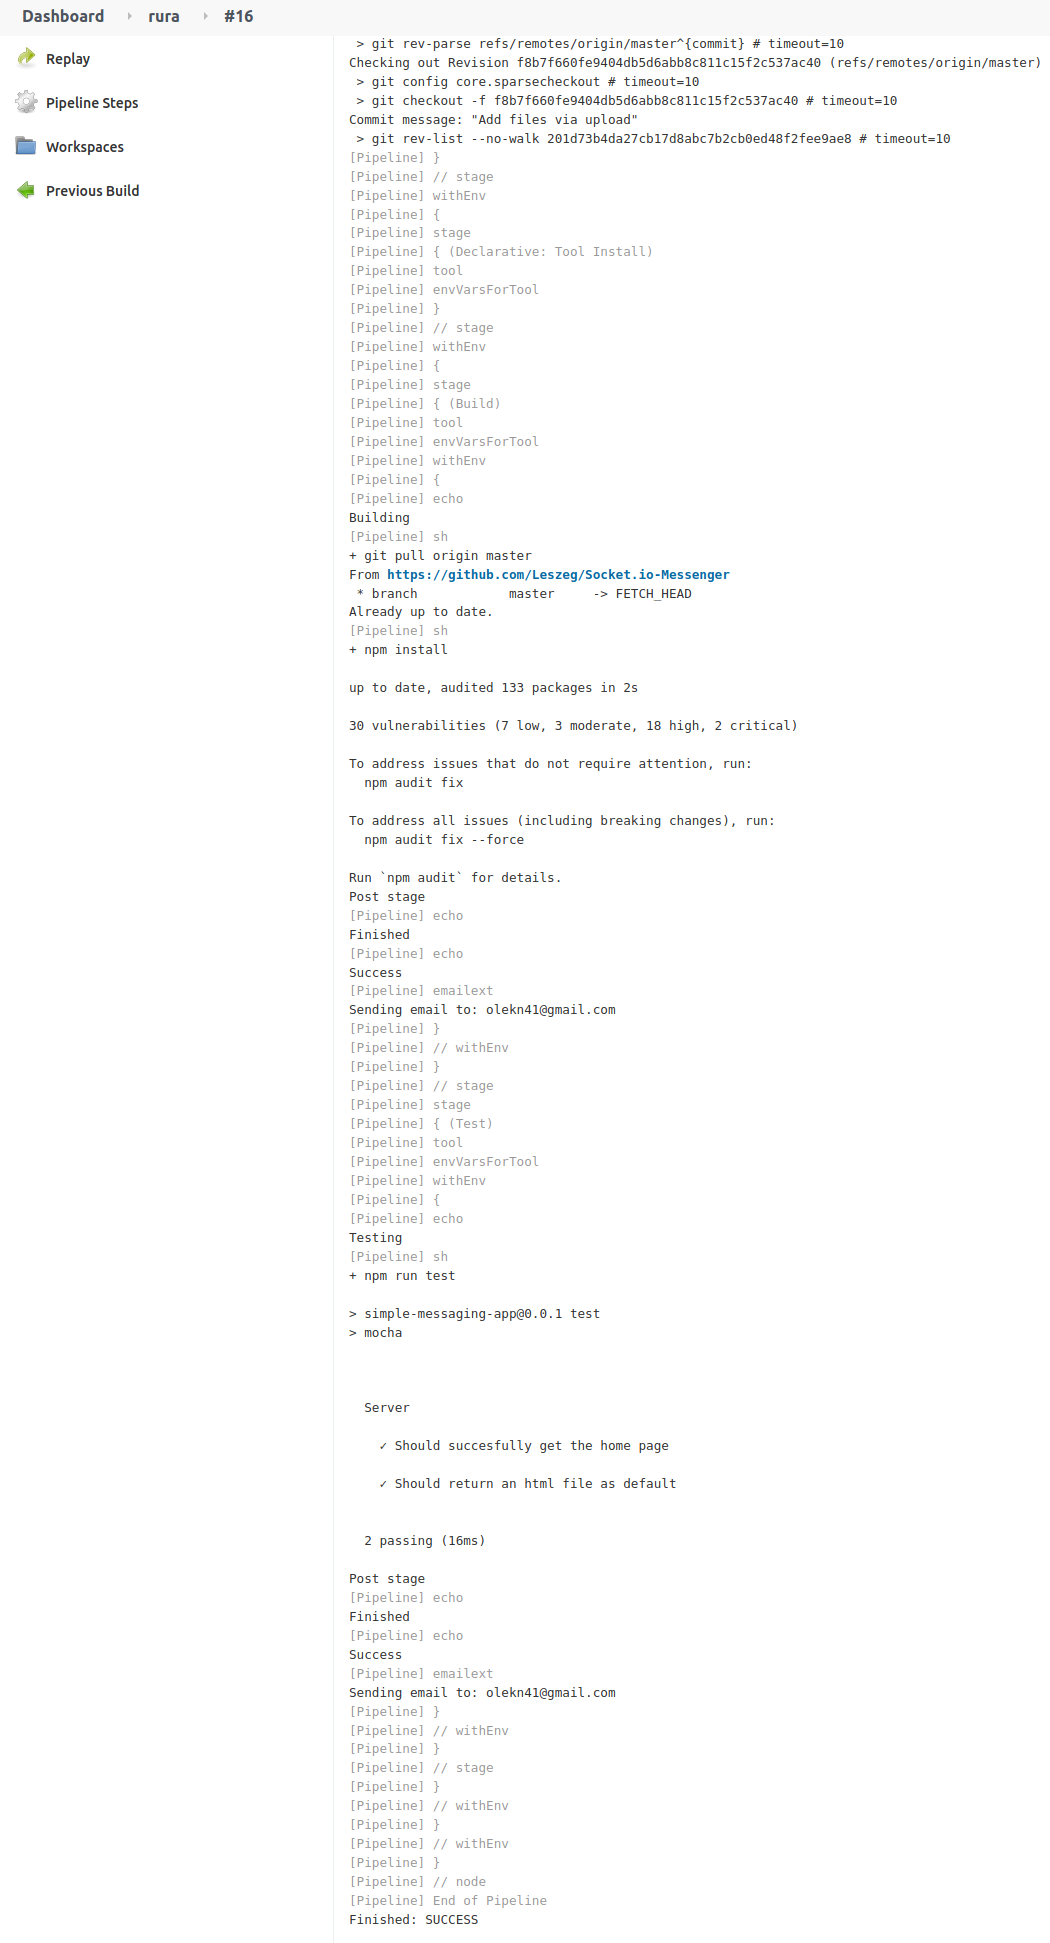 Dashboard rura #16
Replay
Pipeline Steps
Workspaces
Previous Build
 > git rev-parse refs/remotes/origin/master^{commit} # timeout=10
Checking out Revision f8b7f660fe9404db5d6abb8c811c15f2c537ac40 (refs/remotes/origin/master)
 > git config core.sparsecheckout # timeout=10
 > git checkout -f f8b7f660fe9404db5d6abb8c811c15f2c537ac40 # timeout=10
Commit message: "Add files via upload"
 > git rev-list --no-walk 201d73b4da27cb17d8abc7b2cb0ed48f2fee9ae8 # timeout=10
[Pipeline] }
[Pipeline] // stage
[Pipeline] withEnv
[Pipeline] {
[Pipeline] stage
[Pipeline] { (Declarative: Tool Install)
[Pipeline] tool
[Pipeline] envVarsForTool
[Pipeline] }
[Pipeline] // stage
[Pipeline] withEnv
[Pipeline] {
[Pipeline] stage
[Pipeline] { (Build)
[Pipeline] tool
[Pipeline] envVarsForTool
[Pipeline] withEnv
[Pipeline] {
[Pipeline] echo
Building
[Pipeline] sh
+ git pull origin master
From https://github.com/Leszeg/Socket.io-Messenger
 * branch            master     -> FETCH_HEAD
Already up to date.
[Pipeline] sh
+ npm install
up to date, audited 133 packages in 2s
30 vulnerabilities (7 low, 3 moderate, 18 high, 2 critical)
To address issues that do not require attention, run:
  npm audit fix
To address all issues (including breaking changes), run:
  npm audit fix --force
Run `npm audit` for details.
Post stage
[Pipeline] echo
Finished
[Pipeline] echo
Success
[Pipeline] emailext
Sending email to: olekn41@gmail.com
[Pipeline] }
[Pipeline] // withEnv
[Pipeline] }
[Pipeline] // stage
[Pipeline] stage
[Pipeline] { (Test)
[Pipeline] tool
[Pipeline] envVarsForTool
[Pipeline] withEnv
[Pipeline] {
[Pipeline] echo
Testing
[Pipeline] sh
+ npm run test
> simple-messaging-app@0.0.1 test
> mocha
  Server
    ✓ Should succesfully get the home page
    ✓ Should return an html file as default
  2 passing (16ms)
Post stage
[Pipeline] echo
Finished
[Pipeline] echo
Success
[Pipeline] emailext
Sending email to: olekn41@gmail.com
[Pipeline] }
[Pipeline] // withEnv
[Pipeline] }
[Pipeline] // stage
[Pipeline] }
[Pipeline] // withEnv
[Pipeline] }
[Pipeline] // withEnv
[Pipeline] }
[Pipeline] // node
[Pipeline] End of Pipeline
Finished: SUCCESS